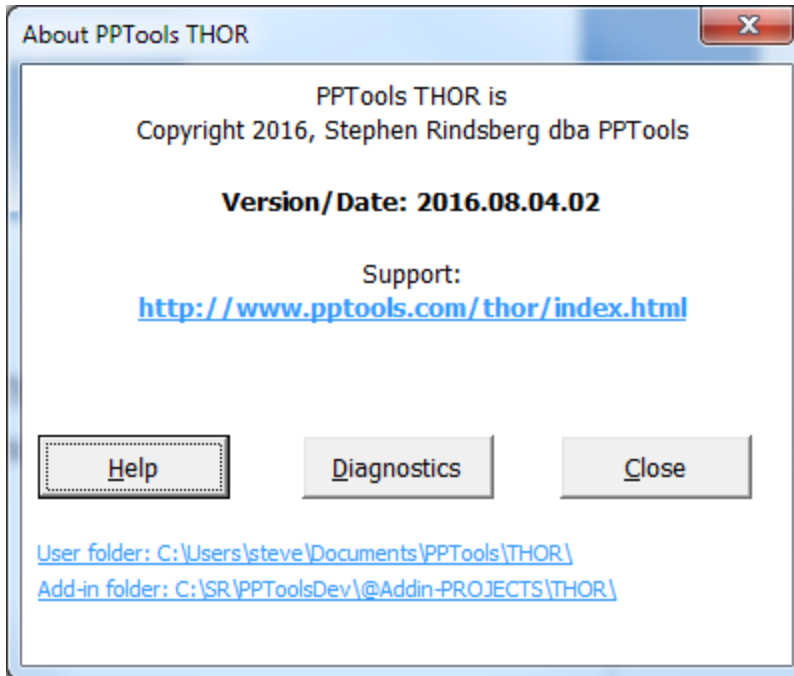 About PPTools THOR
PPTools THOR is
Copyright 2016, Stephen Rindsberg dba PPTools
Version/Date: 2016.08.04.02
Support:
http://www.pptools.com/thor/index.html
Help Diagnostics Close
User folder: C:\Users\steve\Documents\PPTools\THOR\
Add-in folder: C:\SR\PPToolsDev\@Addin-PROJECTS\THOR\